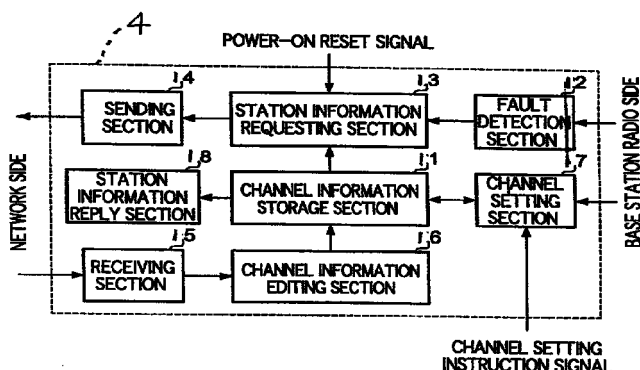 4
POWER-ON RESET SIGNAL
14
SENDING
SECTION
13
STATION INFORMATION
REQUESTING SECTION
12
FAULT
DETECTION
SECTION
18
STATION
INFORMATION
REPLY SECTION
11
CHANNEL INFORMATION
STORAGE SECTION
17
CHANNEL
SETTING
SECTION
15
RECEIVING
SECTION
16
CHANNEL INFORMATION
EDITING SECTION
NETWORK SIDE
BASE STATION RADIO SIDE
CHANNEL SETTING
INSTRUCTION SIGNAL